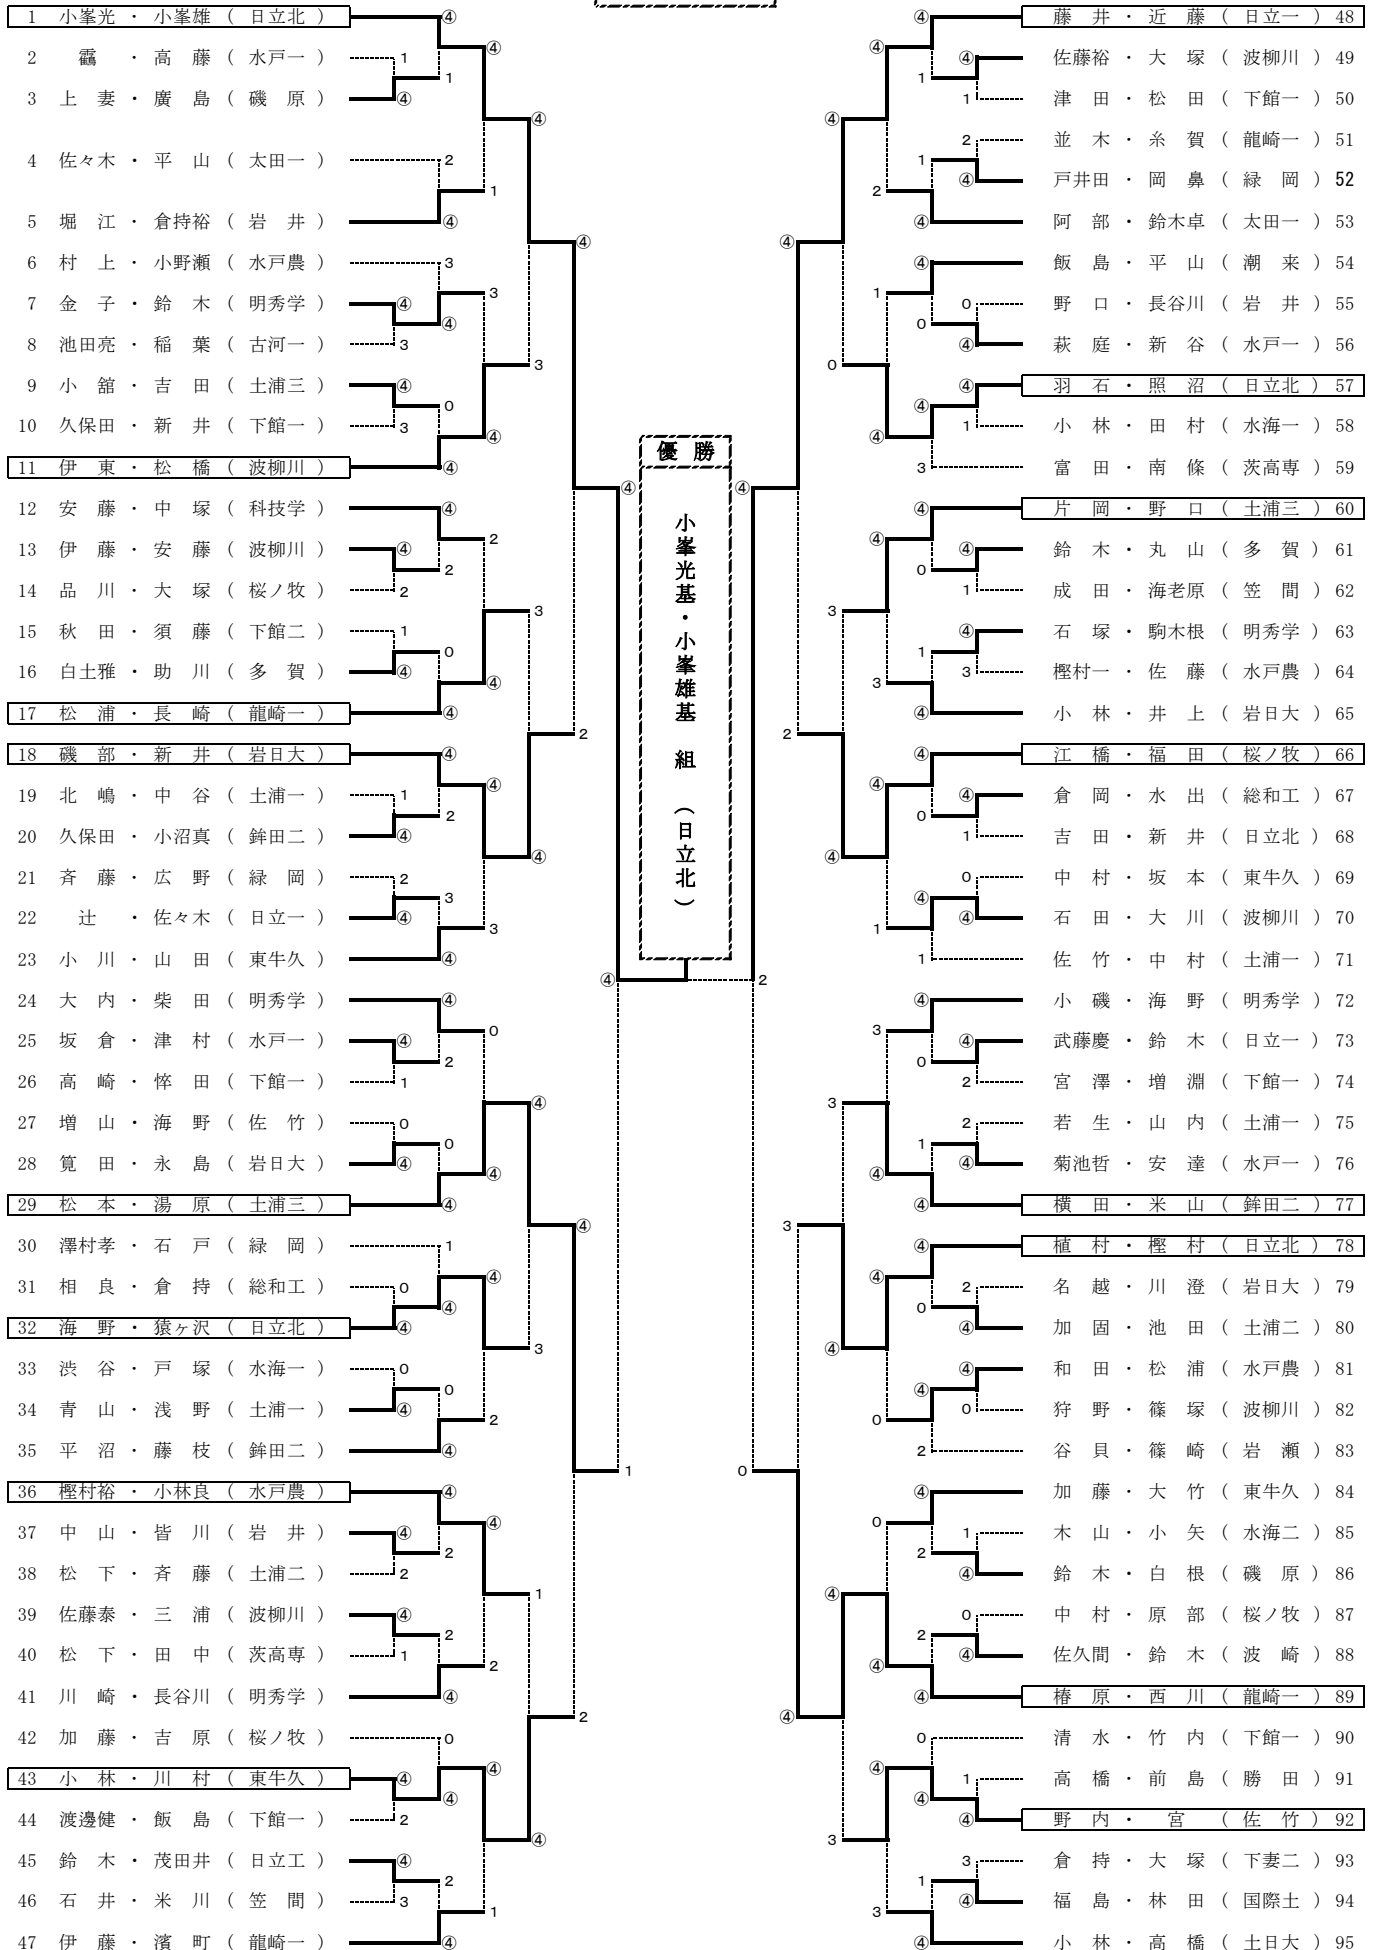 1 小峯光・小峯雄 ( 日立北 )
2 靏 ・ 高 藤 ( 水戸一 )
3 上 妻 ・ 廣 島 ( 磯 原 )
4 佐々木 ・ 平 山 ( 太田一 )
5 堀 江 ・ 倉持裕 ( 岩 井 )
6 村 上 ・ 小野瀬 ( 水戸農 )
7 金 子 ・ 鈴 木 ( 明秀学 )
8 池田亮 ・ 稲 葉 ( 古河一 )
9 小 舘 ・ 吉 田 ( 土浦三 )
10 久保田 ・ 新 井 ( 下館一 )
11 伊 東 ・ 松 橋 ( 波柳川 )
12 安 藤 ・ 中 塚 ( 科技学 )
13 伊 藤 ・ 安 藤 ( 波柳川 )
14 品 川 ・ 大 塚 ( 桜ノ牧 )
15 秋 田 ・ 須 藤 ( 下館二 )
16 白土雅 ・ 助 川 ( 多 賀 )
17 松 浦 ・ 長 崎 ( 龍崎一 )
18 磯 部 ・ 新 井 ( 岩日大 )
19 北 嶋 ・ 中 谷 ( 土浦一 )
20 久保田 ・ 小沼真 ( 鉾田二 )
21 斉 藤 ・ 広 野 ( 緑 岡 )
22 辻 ・ 佐々木 ( 日立一 )
23 小 川 ・ 山 田 ( 東牛久 )
24 大 内 ・ 柴 田 ( 明秀学 )
25 坂 倉 ・ 津 村 ( 水戸一 )
26 高 崎 ・ 悴 田 ( 下館一 )
27 増 山 ・ 海 野 ( 佐 竹 )
28 筧 田 ・ 永 島 ( 岩日大 )
29 松 本 ・ 湯 原 ( 土浦三 )
30 澤村孝 ・ 石 戸 ( 緑 岡 )
31 相 良 ・ 倉 持 ( 総和工 )
32 海 野 ・ 猿ヶ沢 ( 日立北 )
33 渋 谷 ・ 戸 塚 ( 水海一 )
34 青 山 ・ 浅 野 ( 土浦一 )
35 平 沼 ・ 藤 枝 ( 鉾田二 )
36 樫村裕 ・ 小林良 ( 水戸農 )
37 中 山 ・ 皆 川 ( 岩 井 )
38 松 下 ・ 斉 藤 ( 土浦二 )
39 佐藤泰 ・ 三 浦 ( 波柳川 )
40 松 下 ・ 田 中 ( 茨高専 )
41 川 崎 ・ 長谷川 ( 明秀学 )
42 加 藤 ・ 吉 原 ( 桜ノ牧 )
43 小 林 ・ 川 村 ( 東牛久 )
44 渡邊健 ・ 飯 島 ( 下館一 )
45 鈴 木 ・ 茂田井 ( 日立工 )
46 石 井 ・ 米 川 ( 笠 間 )
47 伊 藤 ・ 濱 町 ( 龍崎一 )
優 勝
小峯光基・小峯雄基 組 (日立北)
藤 井 ・ 近 藤 ( 日立一 ) 48
佐藤裕 ・ 大 塚 ( 波柳川 ) 49
津 田 ・ 松 田 ( 下館一 ) 50
並 木 ・ 糸 賀 ( 龍崎一 ) 51
戸井田 ・ 岡 鼻 ( 緑 岡 ) 52
阿 部 ・ 鈴木卓 ( 太田一 ) 53
飯 島 ・ 平 山 ( 潮 来 ) 54
野 口 ・ 長谷川 ( 岩 井 ) 55
萩 庭 ・ 新 谷 ( 水戸一 ) 56
羽 石 ・ 照 沼 ( 日立北 ) 57
小 林 ・ 田 村 ( 水海一 ) 58
富 田 ・ 南 條 ( 茨高専 ) 59
片 岡 ・ 野 口 ( 土浦三 ) 60
鈴 木 ・ 丸 山 ( 多 賀 ) 61
成 田 ・ 海老原 ( 笠 間 ) 62
石 塚 ・ 駒木根 ( 明秀学 ) 63
樫村一 ・ 佐 藤 ( 水戸農 ) 64
小 林 ・ 井 上 ( 岩日大 ) 65
江 橋 ・ 福 田 ( 桜ノ牧 ) 66
倉 岡 ・ 水 出 ( 総和工 ) 67
吉 田 ・ 新 井 ( 日立北 ) 68
中 村 ・ 坂 本 ( 東牛久 ) 69
石 田 ・ 大 川 ( 波柳川 ) 70
佐 竹 ・ 中 村 ( 土浦一 ) 71
小 磯 ・ 海 野 ( 明秀学 ) 72
武藤慶 ・ 鈴 木 ( 日立一 ) 73
宮 澤 ・ 増 淵 ( 下館一 ) 74
若 生 ・ 山 内 ( 土浦一 ) 75
菊池哲 ・ 安 達 ( 水戸一 ) 76
横 田 ・ 米 山 ( 鉾田二 ) 77
植 村 ・ 樫 村 ( 日立北 ) 78
名 越 ・ 川 澄 ( 岩日大 ) 79
加 固 ・ 池 田 ( 土浦二 ) 80
和 田 ・ 松 浦 ( 水戸農 ) 81
狩 野 ・ 篠 塚 ( 波柳川 ) 82
谷 貝 ・ 篠 崎 ( 岩 瀬 ) 83
加 藤 ・ 大 竹 ( 東牛久 ) 84
木 山 ・ 小 矢 ( 水海二 ) 85
鈴 木 ・ 白 根 ( 磯 原 ) 86
中 村 ・ 原 部 ( 桜ノ牧 ) 87
佐久間 ・ 鈴 木 ( 波 崎 ) 88
椿 原 ・ 西 川 ( 龍崎一 ) 89
清 水 ・ 竹 内 ( 下館一 ) 90
高 橋 ・ 前 島 ( 勝 田 ) 91
野 内 ・ 宮 ( 佐 竹 ) 92
倉 持 ・ 大 塚 ( 下妻二 ) 93
福 島 ・ 林 田 ( 国際土 ) 94
小 林 ・ 高 橋 ( 土日大 ) 95